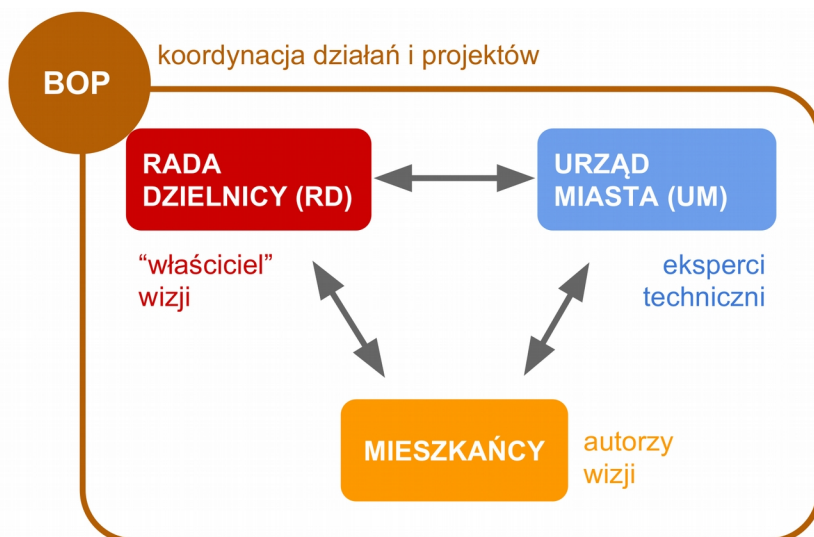 BOP
koordynacja działań i projektów
RADA
DZIELNICY (RD)
URZĄD
MIASTA (UM)
“właściciel”
wizji
eksperci
techniczni
MIESZKAŃCY
autorzy
wizji